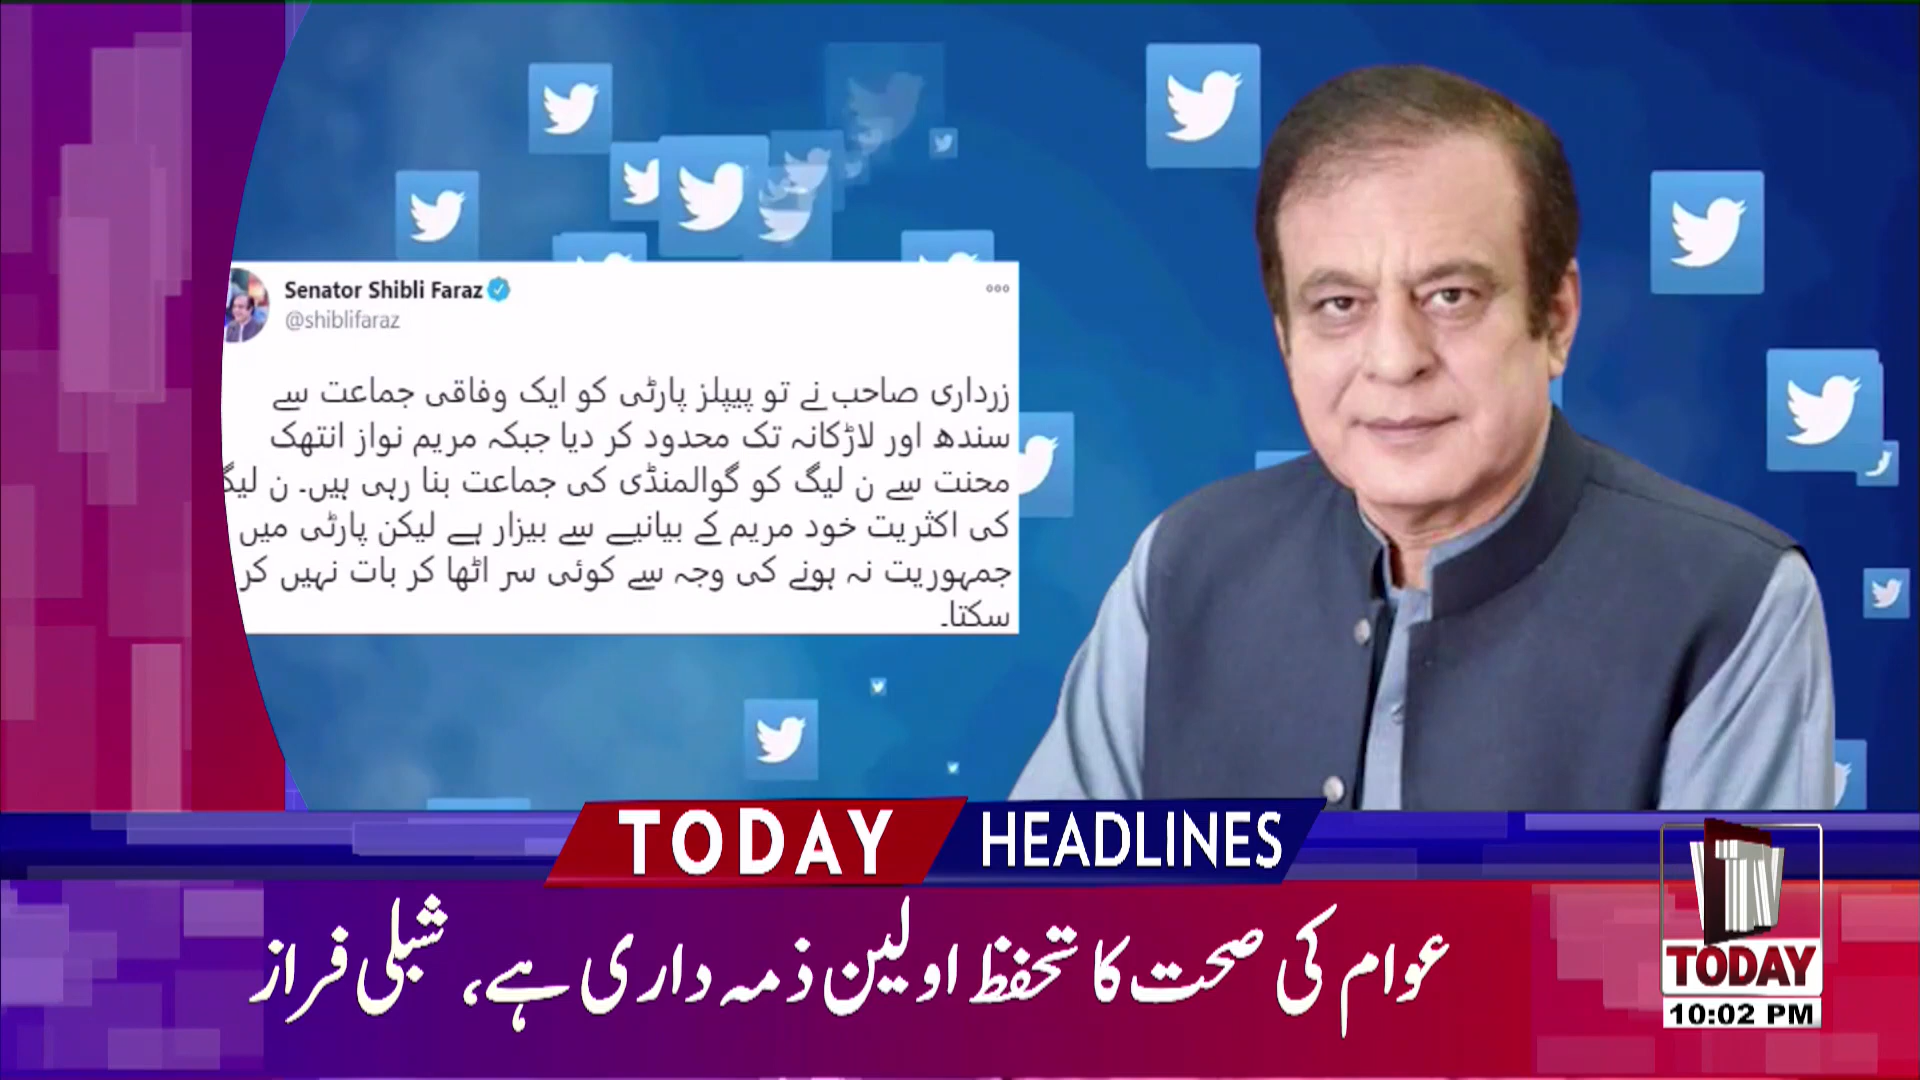 Senator Shibli Faraz
@shiblifaraz
زرداری صاحب نے تو پیپلز پارٹی کو ایک وفاقی جماعت سے
سندھ اور لاڑکانہ تک محدود کر دیا جبکہ مریم نواز انتھک
محنت سے ن لیگ کو گوالمنڈی کی جماعت بنا رہی ہیں۔ ن لیگ
کی اکثریت خود مریم کے بیانیے سے بیزار ہے لیکن پارٹی میں
جمہوریت نہ ہونے کی وجہ سے کوئی سر اٹھا کر بات نہیں کر
سکتا۔
TODAY HEADLINES
عوام کی صحت کا تحفظ اولین ذمہ داری ہے، شبلی فراز
TODAY
10:02 PM